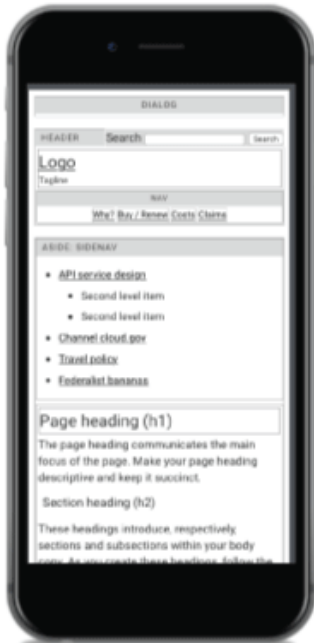 DIALOG
HEADER Search Search
Logo
Tagline
NAV
Why? Buy / Renew Costs Claims
ASIDE: SIDENAV
• API service design
• Second level item
• Second level item
• Channel cloud.gov
• Travel policy
• Federalist bananas
Page heading (h1)
The page heading communicates the main
focus of the page. Make your page heading
descriptive and keep it succinct.
Section heading (h2)
These headings introduce, respectively,
sections and subsections within your body
copy. As you create these headings, follow the